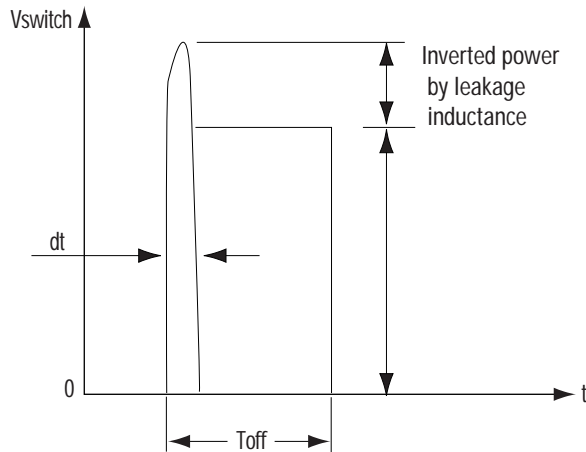 Vswitch
Inverted power
by leakage
inductance
dt
0
t
Toff